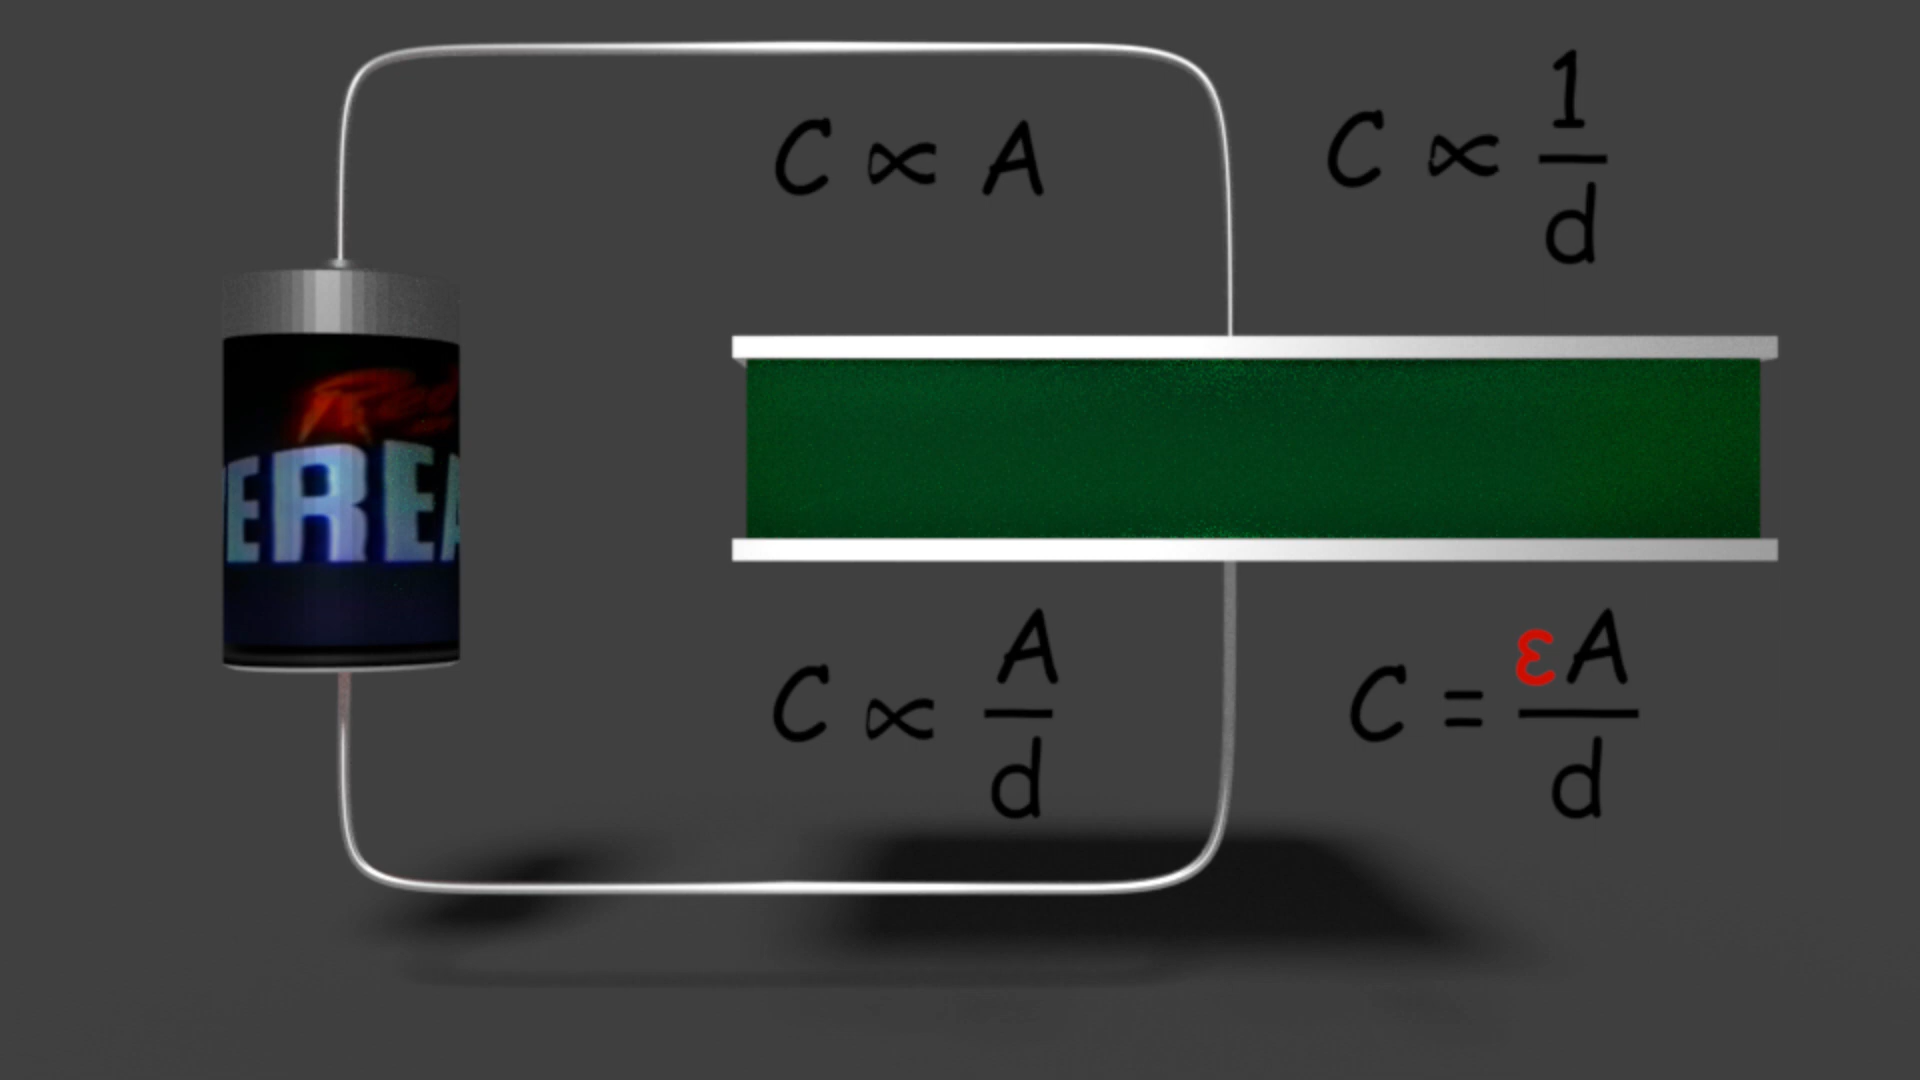 C ∝ A
C ∝ 1/d
EREA
C ∝ A/d
C = εA/d